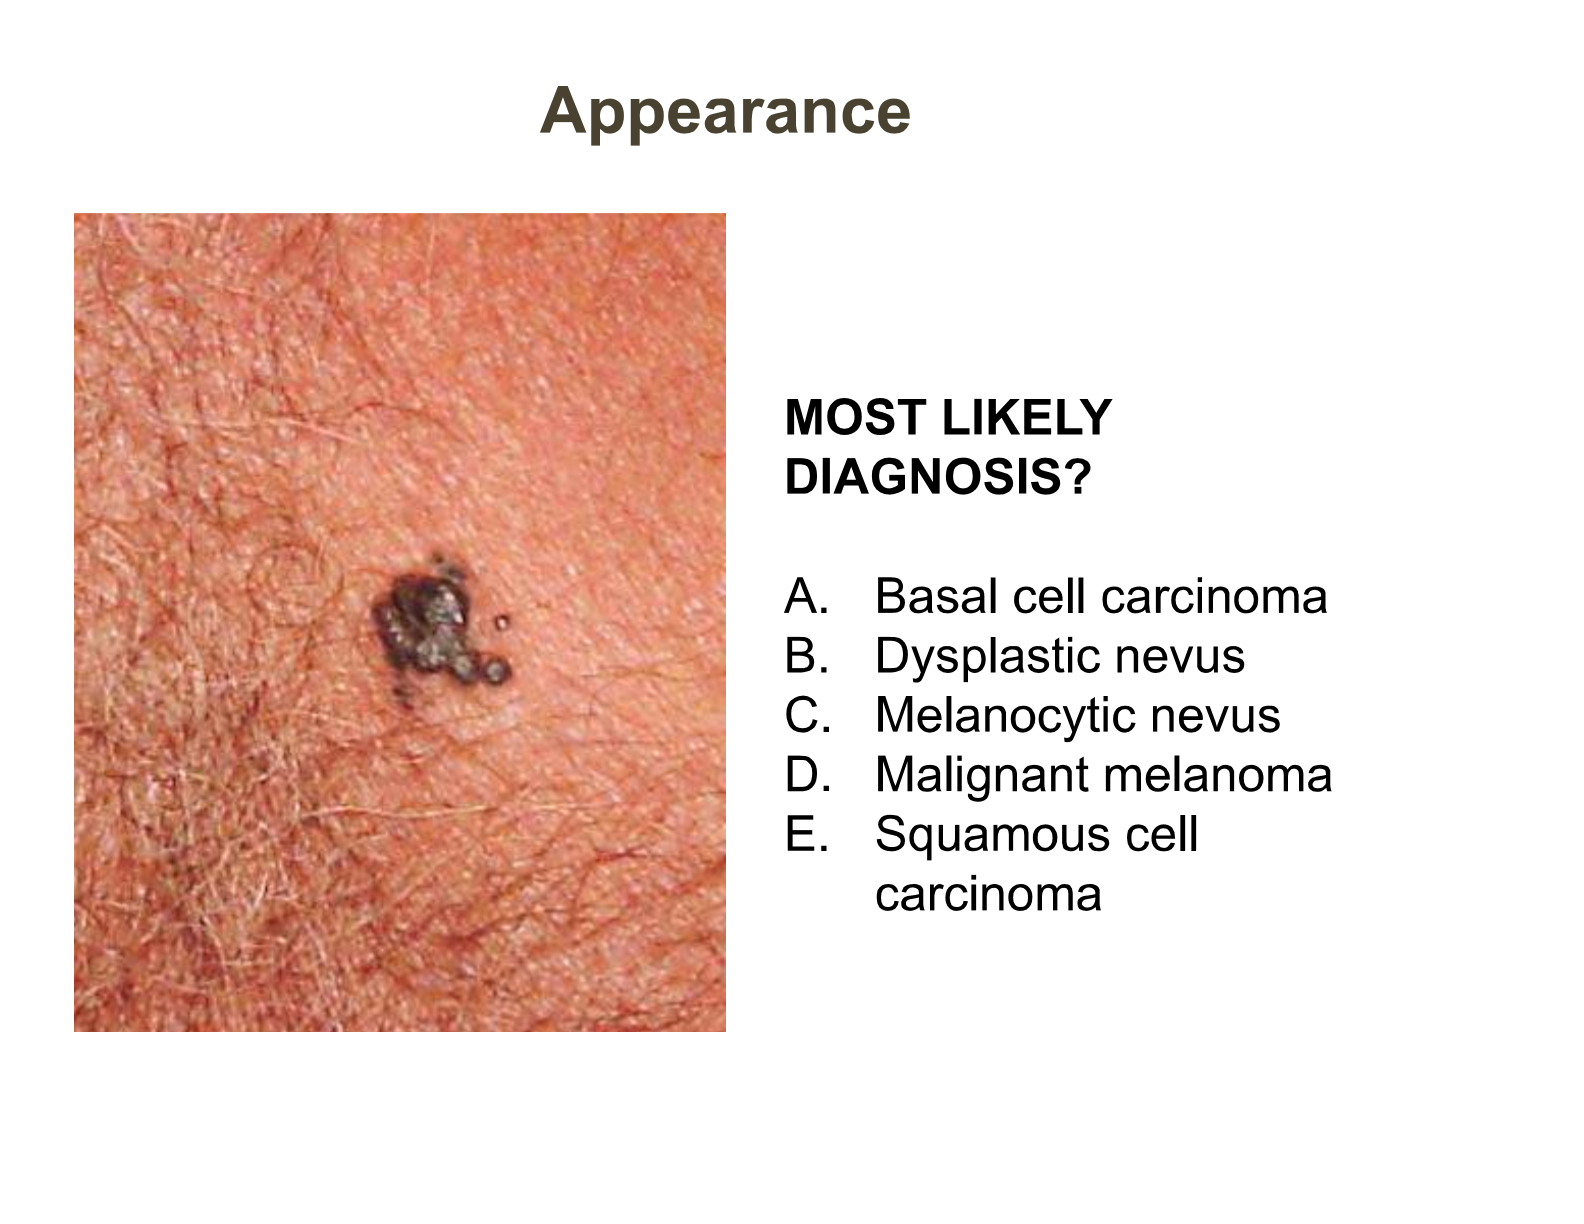 Appearance
MOST LIKELY
DIAGNOSIS?
A. Basal cell carcinoma
B. Dysplastic nevus
C. Melanocytic nevus
D. Malignant melanoma
E. Squamous cell
carcinoma